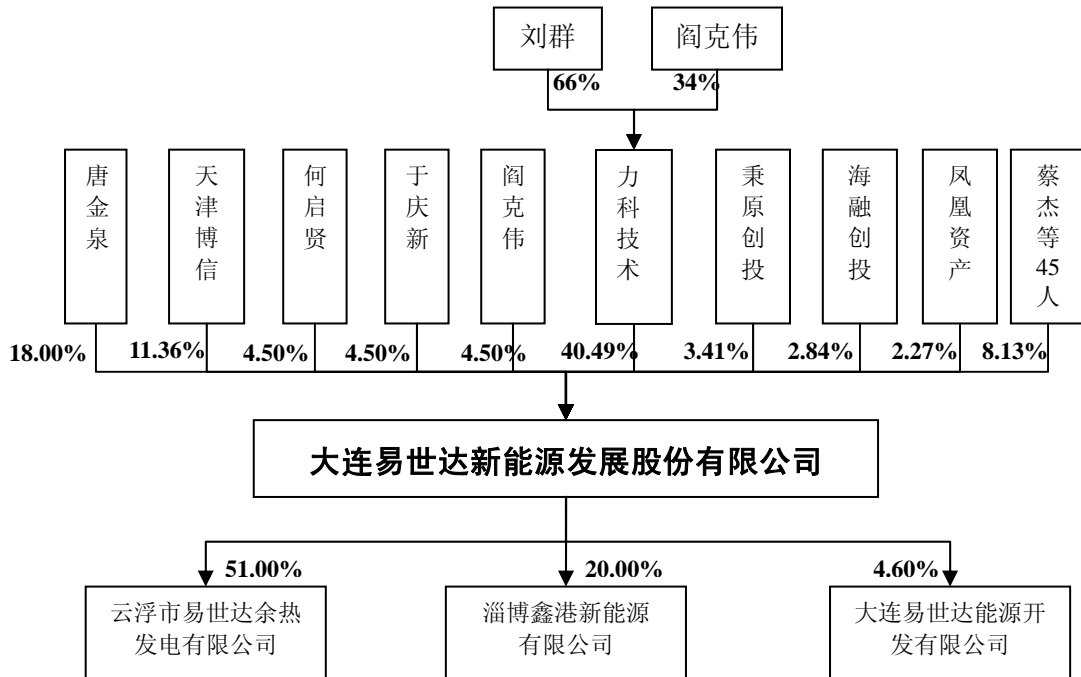 刘群
阎克伟
66%
34%
唐金泉
天津博信
何启贤
于庆新
阎克伟
力科技术
秉原创投
海融创投
凤凰资产
蔡杰等45人
18.00%
11.36%
4.50%
4.50%
4.50%
40.49%
3.41%
2.84%
2.27%
8.13%
大连易世达新能源发展股份有限公司
51.00%
20.00%
4.60%
云浮市易世达余热
发电有限公司
淄博鑫港新能源
有限公司
大连易世达能源开
发有限公司